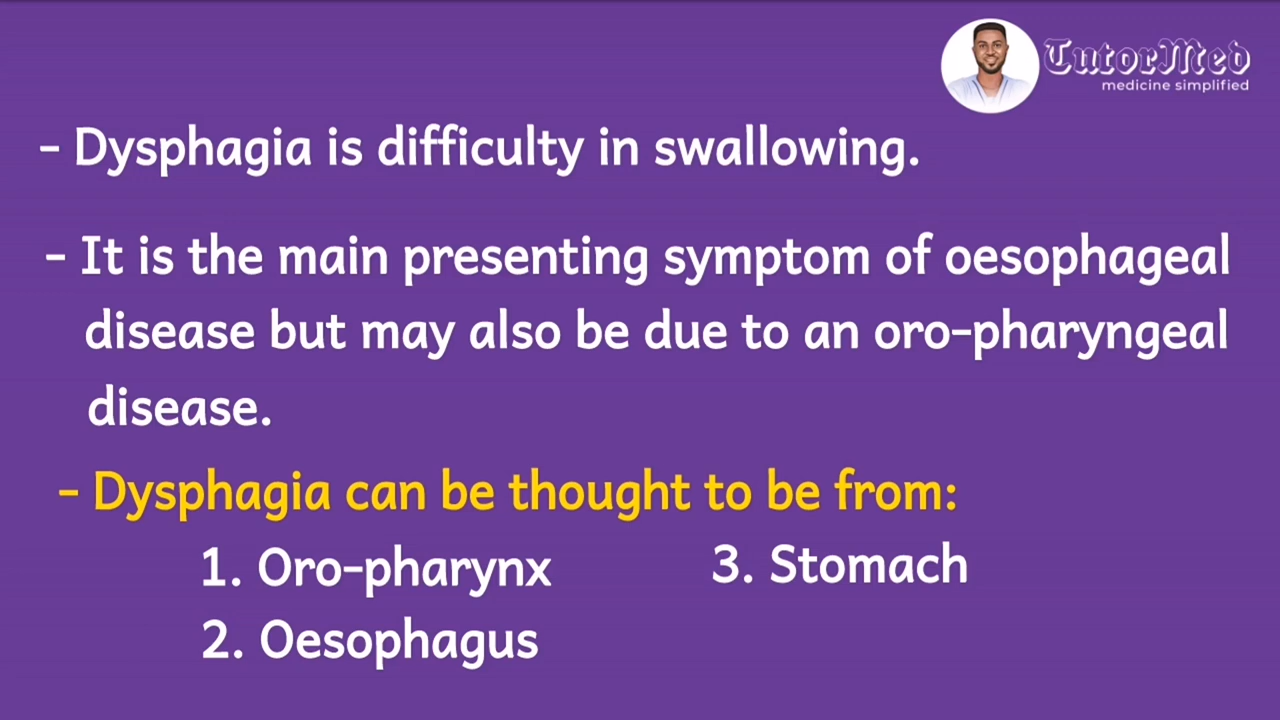 TutorMed
medicine simplified
- Dysphagia is difficulty in swallowing.
- It is the main presenting symptom of oesophageal
disease but may also be due to an oro-pharyngeal
disease.
- Dysphagia can be thought to be from:
1. Oro-pharynx
2. Oesophagus
3. Stomach